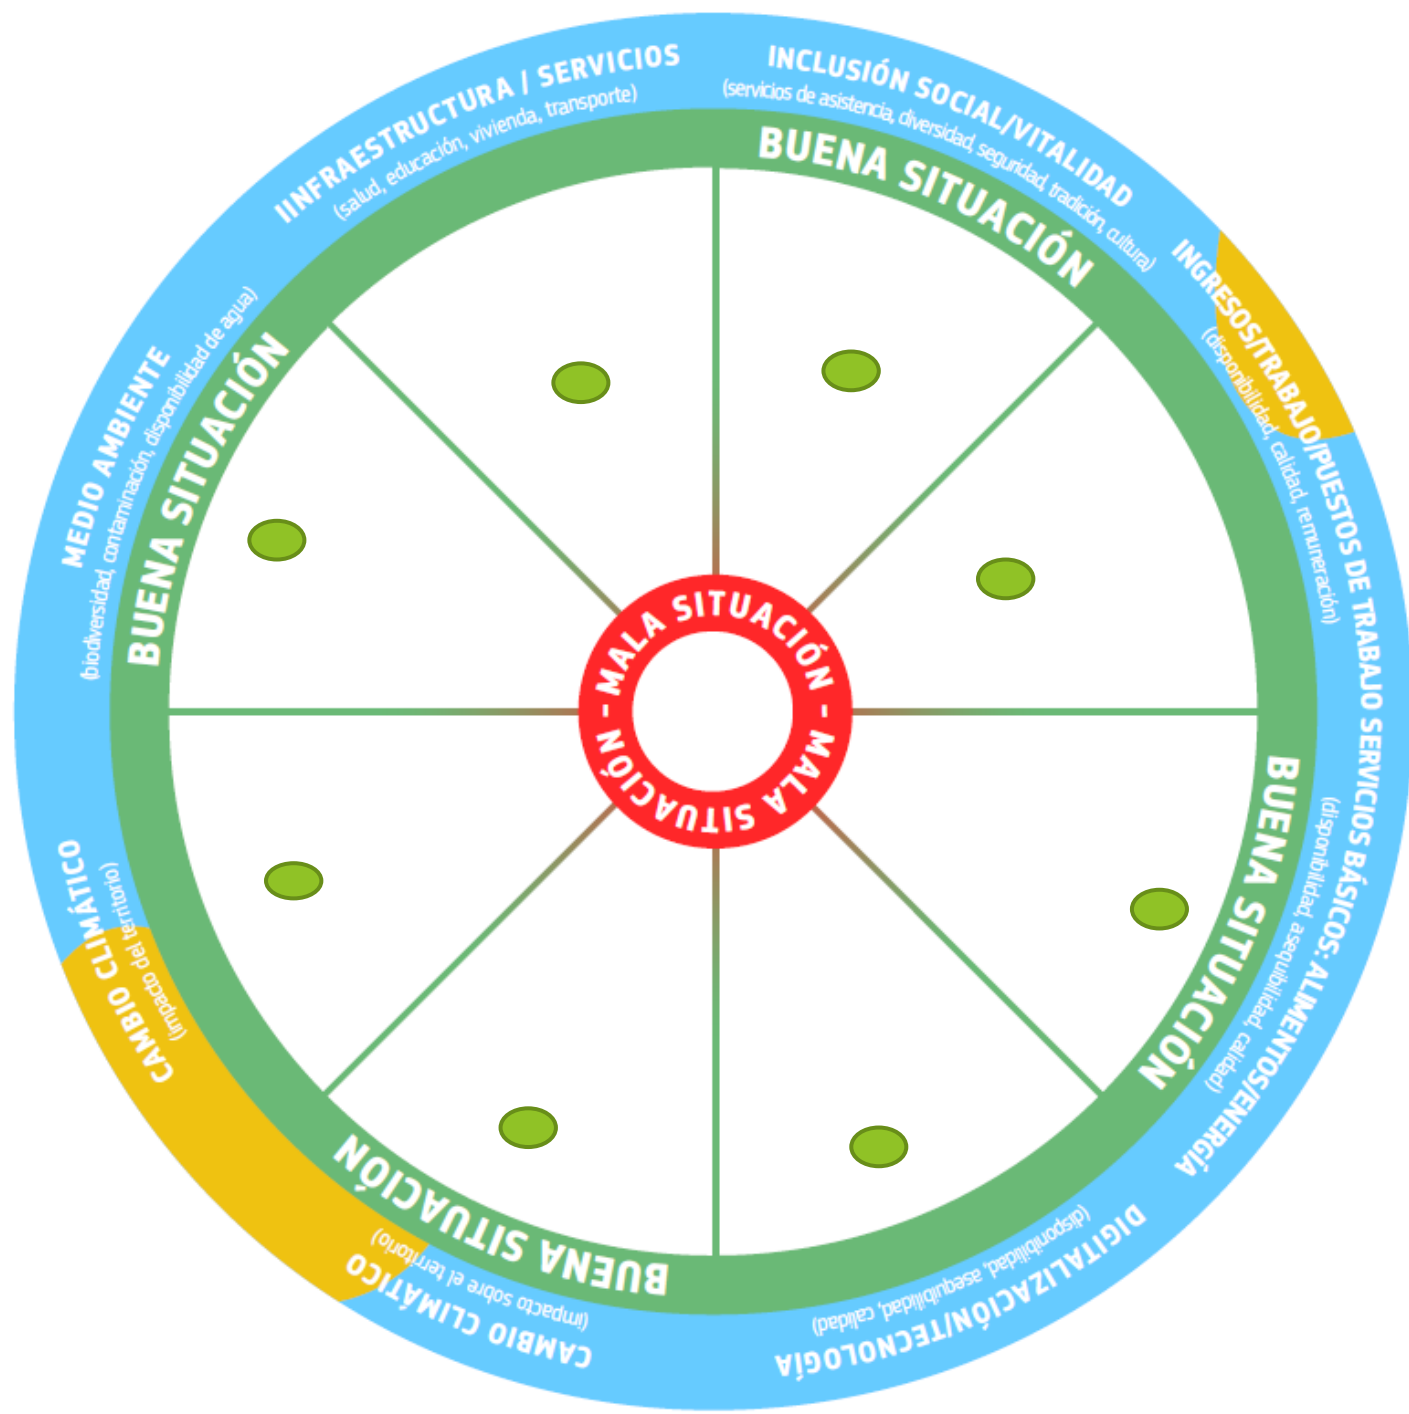 INCLUSIÓN SOCIAL/VITALIDAD
(servicios de asistencia, diversidad, seguridad, tradición, cultura)
BUENA SITUACIÓN
INGRESOS/TRABAJO/PUESTOS DE TRABAJO
(disponibilidad, calidad, remuneración)
SERVICIOS BÁSICOS: ALIMENTOS/ENERGÍA
(disponibilidad, asequibilidad, calidad)
BUENA SITUACIÓN
DIGITALIZACIÓN/TECNOLOGÍA
(disponibilidad, asequibilidad, calidad)
CAMBIO CLIMÁTICO
(impacto sobre el territorio)
BUENA SITUACIÓN
CAMBIO CLIMÁTICO
(impacto del territorio)
MEDIO AMBIENTE
(biodiversidad, contaminación, disponibilidad de agua)
BUENA SITUACIÓN
IINFRAESTRUCTURA / SERVICIOS
(salud, educación, vivienda, transporte)
- MALA SITUACIÓN - MALA SITUACIÓN